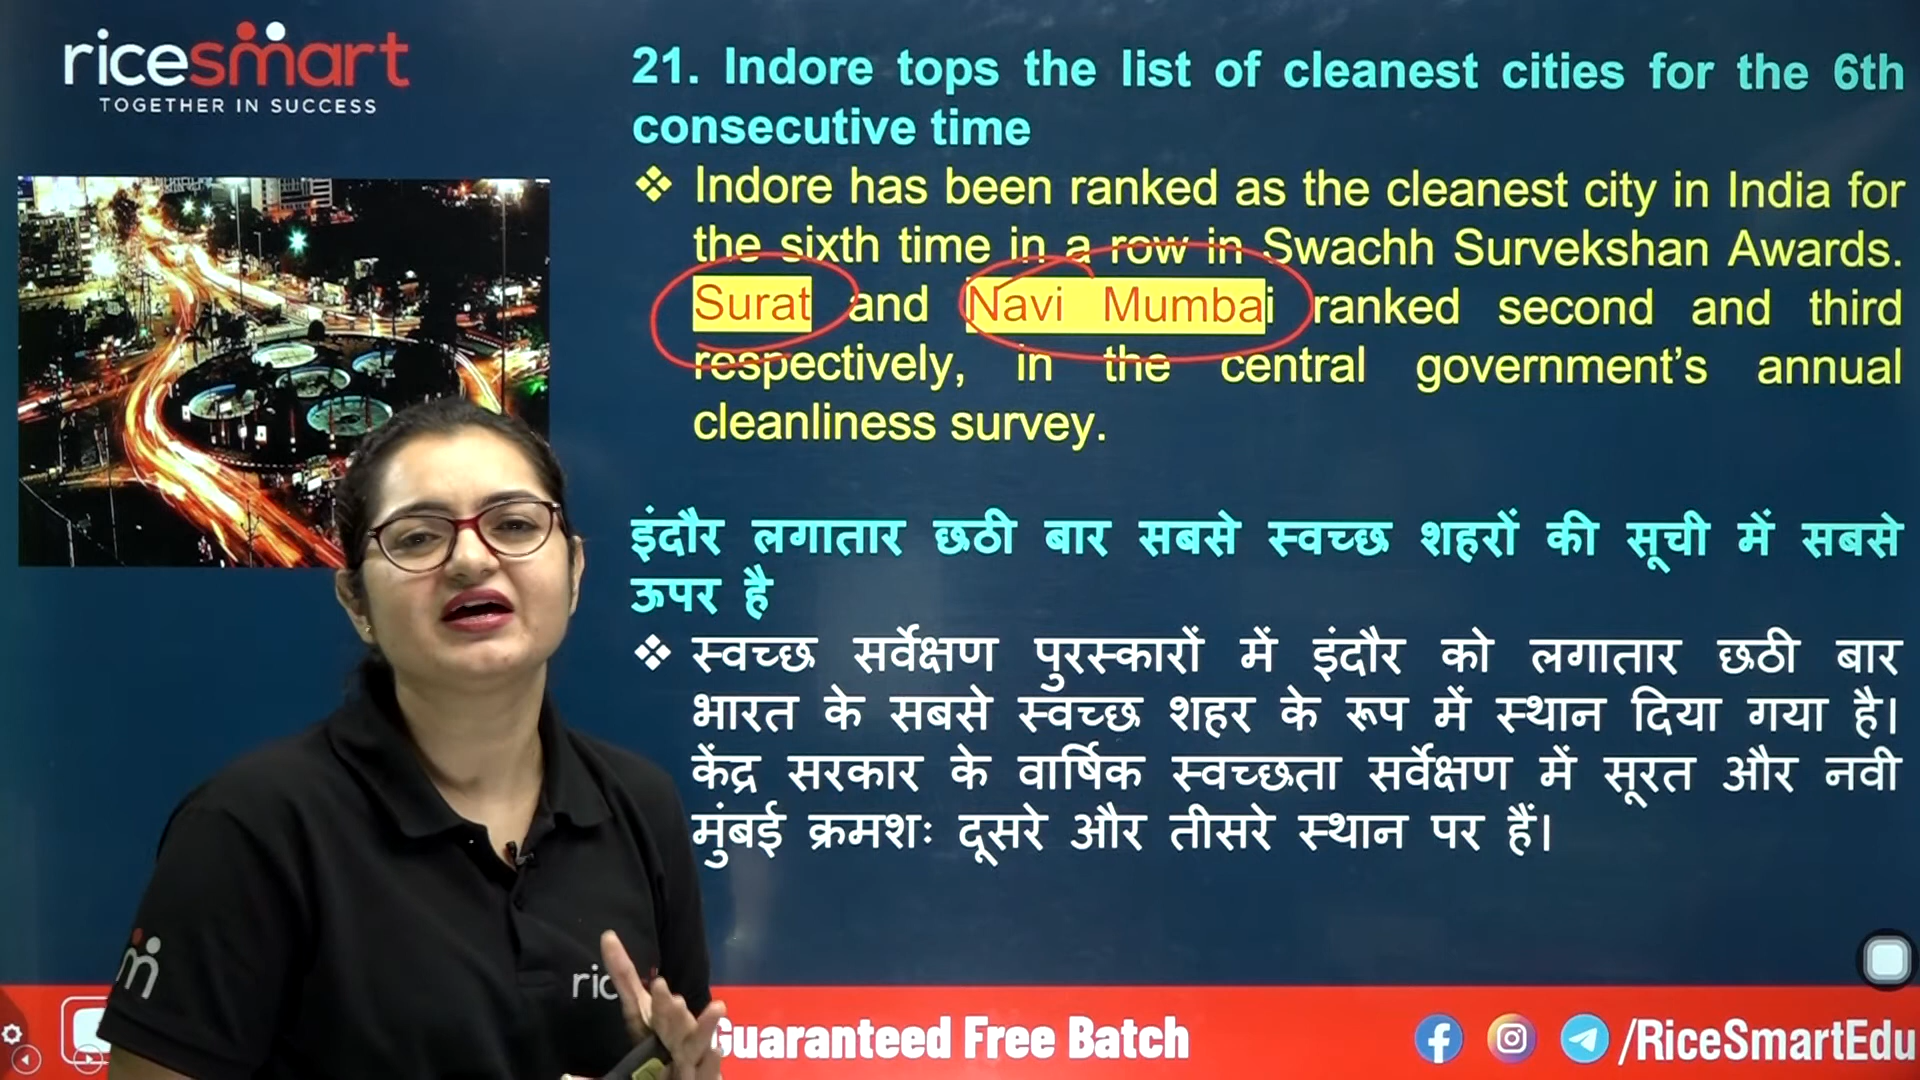 ricesmart
TOGETHER IN SUCCESS
21. Indore tops the list of cleanest cities for the 6th
consecutive time
❖ Indore has been ranked as the cleanest city in India for
the sixth time in a row in Swachh Survekshan Awards.
Surat and Navi Mumbai ranked second and third
respectively, in the central government's annual
cleanliness survey.
इंदौर लगातार छठी बार सबसे स्वच्छ शहरों की सूची में सबसे
ऊपर है
❖ स्वच्छ सर्वेक्षण पुरस्कारों में इंदौर को लगातार छठी बार
भारत के सबसे स्वच्छ शहर के रूप में स्थान दिया गया है।
केंद्र सरकार के वार्षिक स्वच्छता सर्वेक्षण में सूरत और नवी
मुंबई क्रमशः दूसरे और तीसरे स्थान पर हैं।
ric
Guaranteed Free Batch
/RiceSmartEdu